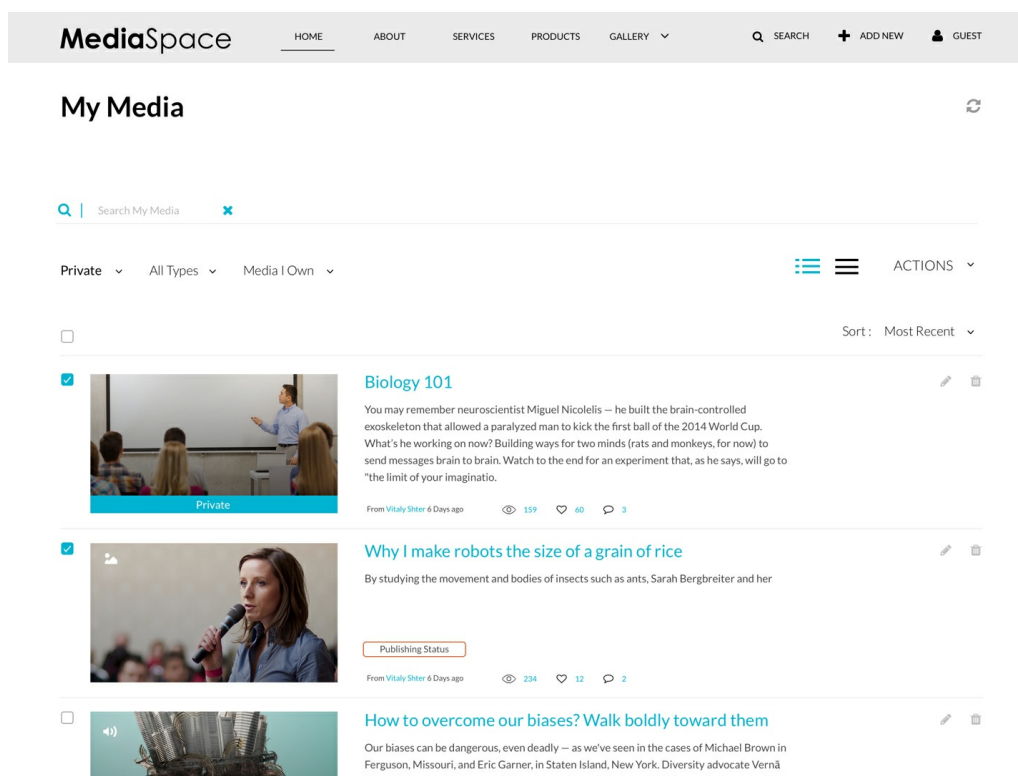 MediaSpace
HOME
ABOUT
SERVICES
PRODUCTS
GALLERY
SEARCH
ADD NEW
GUEST
My Media
Search My Media
Private
All Types
Media I Own
ACTIONS
Sort : Most Recent
Biology 101
You may remember neuroscientist Miguel Nicolelis — he built the brain-controlled
exoskeleton that allowed a paralyzed man to kick the first ball of the 2014 World Cup.
What's he working on now? Building ways for two minds (rats and monkeys, for now) to
send messages brain to brain. Watch to the end for an experiment that, as he says, will go to
"the limit of your imaginatio.
Private
From Vitaly Shter 6 Days ago
159
60
3
Why I make robots the size of a grain of rice
By studying the movement and bodies of insects such as ants, Sarah Bergbreiter and her
Publishing Status
From Vitaly Shter 6 Days ago
234
12
2
How to overcome our biases? Walk boldly toward them
Our biases can be dangerous, even deadly — as we've seen in the cases of Michael Brown in
Ferguson, Missouri, and Eric Garner, in Staten Island, New York. Diversity advocate Vernā